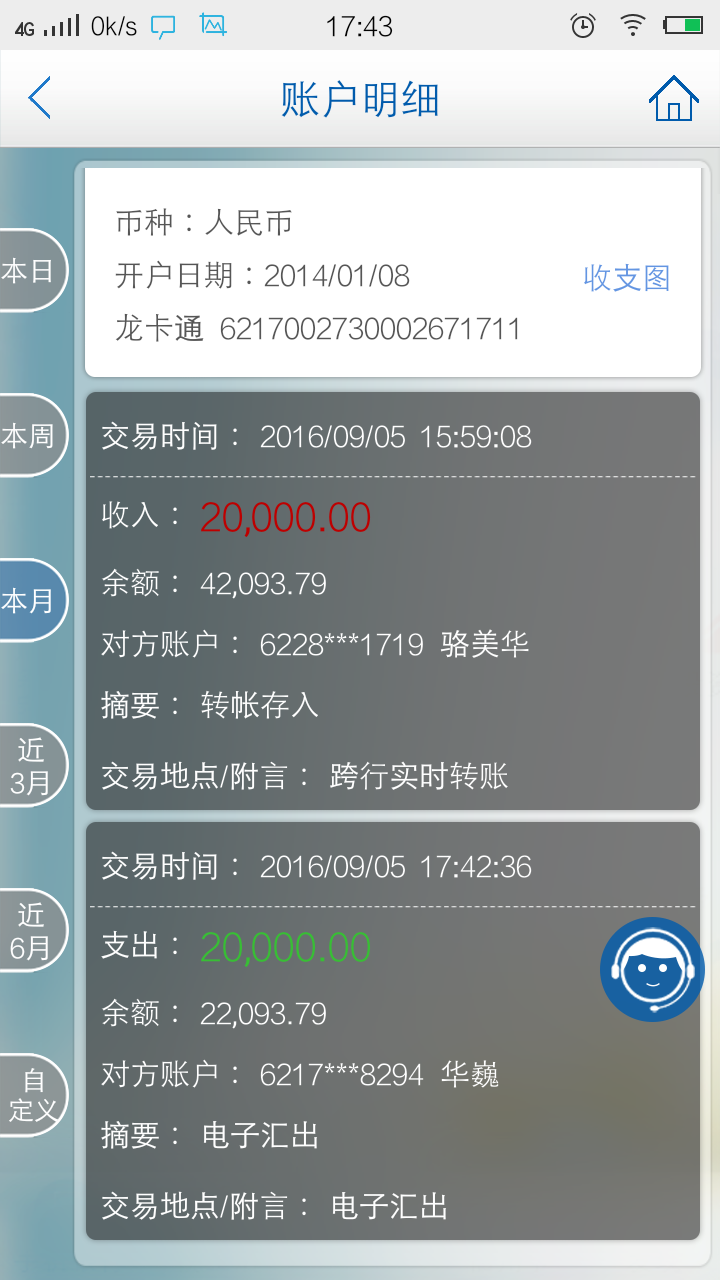 4G 0k/s 17:43
账户明细
币种：人民币
开户日期：2014/01/08
收支图
龙卡通 6217002730002671711
本日
本周
本月
近
3月
近
6月
自
定义
交易时间： 2016/09/05 15:59:08
收入： 20,000.00
余额： 42,093.79
对方账户： 6228***1719 骆美华
摘要： 转帐存入
交易地点/附言： 跨行实时转账
交易时间： 2016/09/05 17:42:36
支出： 20,000.00
余额： 22,093.79
对方账户： 6217***8294 华巍
摘要： 电子汇出
交易地点/附言： 电子汇出